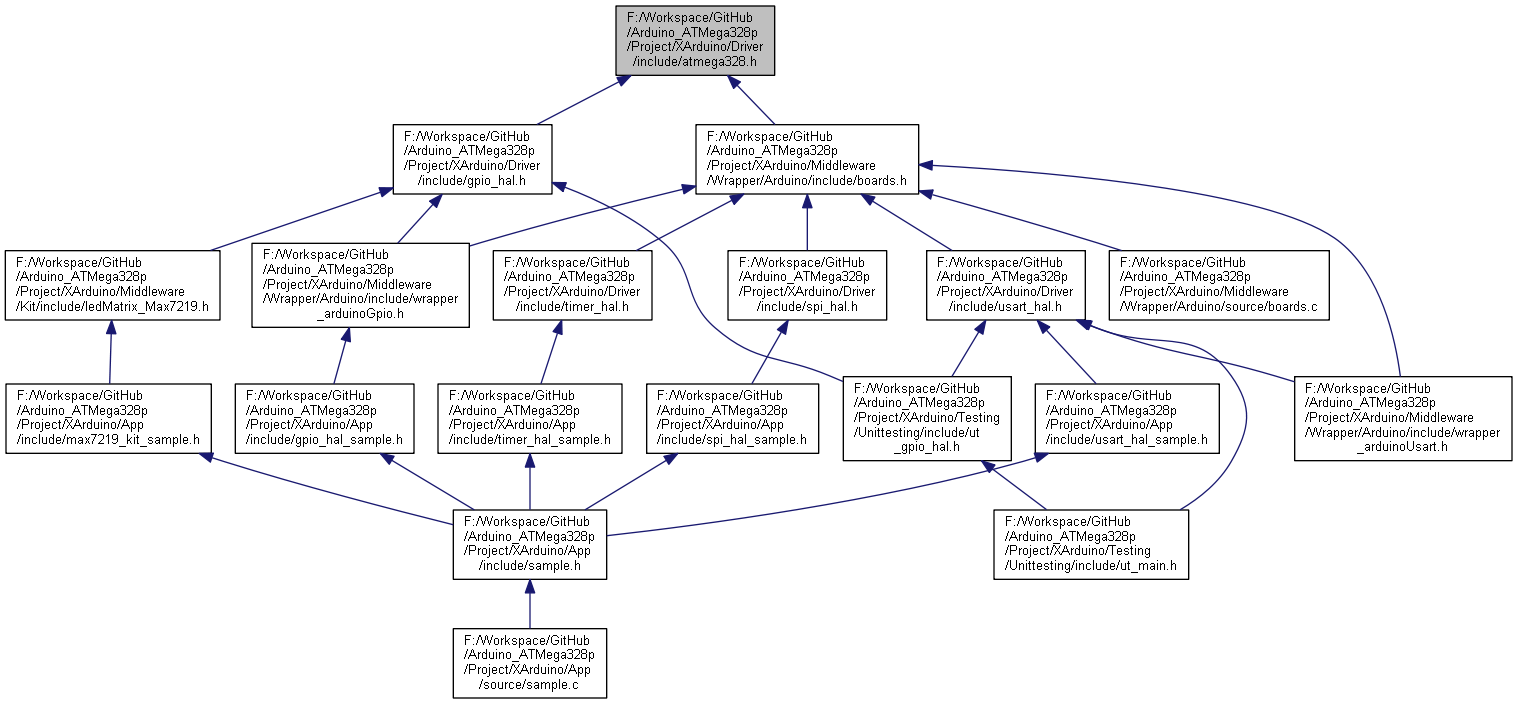 F:/Workspace/GitHub
/Arduino_ATMega328p
/Project/XArduino/Driver
/include/atmega328.h
F:/Workspace/GitHub
/Arduino_ATMega328p
/Project/XArduino/Driver
/include/gpio_hal.h
F:/Workspace/GitHub
/Arduino_ATMega328p
/Project/XArduino/Middleware
/Wrapper/Arduino/include/boards.h
F:/Workspace/GitHub
/Arduino_ATMega328p
/Project/XArduino/Middleware
/Kit/include/ledMatrix_Max7219.h
F:/Workspace/GitHub
/Arduino_ATMega328p
/Project/XArduino/Middleware
/Wrapper/Arduino/include/wrapper
_arduinoGpio.h
F:/Workspace/GitHub
/Arduino_ATMega328p
/Project/XArduino/Driver
/include/timer_hal.h
F:/Workspace/GitHub
/Arduino_ATMega328p
/Project/XArduino/Driver
/include/spi_hal.h
F:/Workspace/GitHub
/Arduino_ATMega328p
/Project/XArduino/Driver
/include/usart_hal.h
F:/Workspace/GitHub
/Arduino_ATMega328p
/Project/XArduino/Middleware
/Wrapper/Arduino/source/boards.c
F:/Workspace/GitHub
/Arduino_ATMega328p
/Project/XArduino/App
/include/max7219_kit_sample.h
F:/Workspace/GitHub
/Arduino_ATMega328p
/Project/XArduino/App
/include/gpio_hal_sample.h
F:/Workspace/GitHub
/Arduino_ATMega328p
/Project/XArduino/App
/include/timer_hal_sample.h
F:/Workspace/GitHub
/Arduino_ATMega328p
/Project/XArduino/App
/include/spi_hal_sample.h
F:/Workspace/GitHub
/Arduino_ATMega328p
/Project/XArduino/Testing
/Unittesting/include/ut
_gpio_hal.h
F:/Workspace/GitHub
/Arduino_ATMega328p
/Project/XArduino/App
/include/usart_hal_sample.h
F:/Workspace/GitHub
/Arduino_ATMega328p
/Project/XArduino/Middleware
/Wrapper/Arduino/include/wrapper
_arduinoUsart.h
F:/Workspace/GitHub
/Arduino_ATMega328p
/Project/XArduino/App
/include/sample.h
F:/Workspace/GitHub
/Arduino_ATMega328p
/Project/XArduino/Testing
/Unittesting/include/ut_main.h
F:/Workspace/GitHub
/Arduino_ATMega328p
/Project/XArduino/App
/source/sample.c